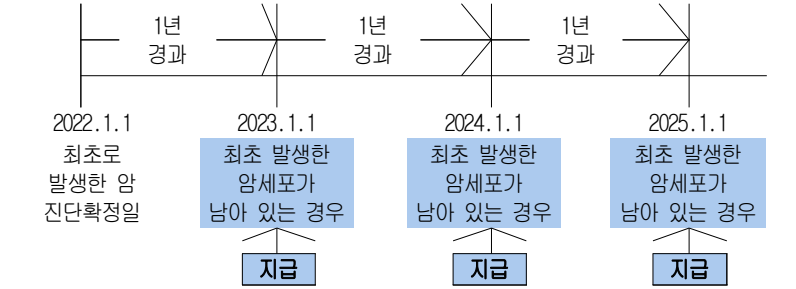 1년
경과
1년
경과
1년
경과
2022.1.1
최초로
발생한 암
진단확정일
2023.1.1
최초 발생한
암세포가
남아 있는 경우
지급
2024.1.1
최초 발생한
암세포가
남아 있는 경우
지급
2025.1.1
최초 발생한
암세포가
남아 있는 경우
지급